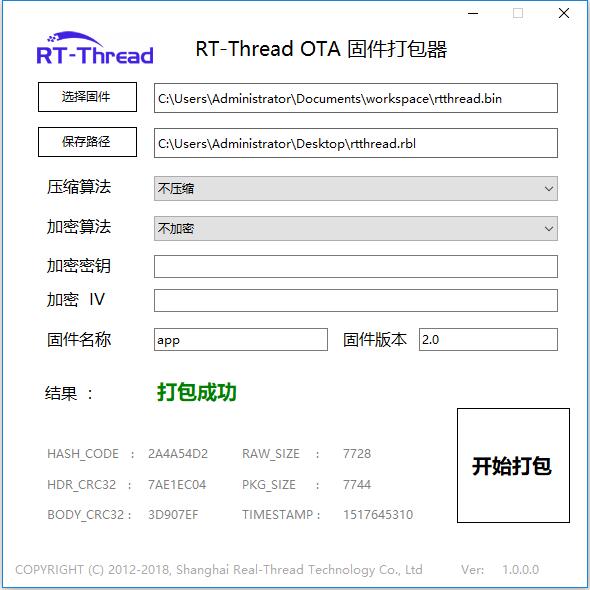 RT-Thread
RT-Thread OTA 固件打包器
选择固件 C:\Users\Administrator\Documents\workspace\rtthread.bin
保存路径 C:\Users\Administrator\Desktop\rtthread.rbl
压缩算法 不压缩
加密算法 不加密
加密密钥
加密 IV
固件名称 app 固件版本 2.0
结果 : 打包成功
HASH_CODE : 2A4A54D2 RAW_SIZE : 7728
HDR_CRC32 : 7AE1EC04 PKG_SIZE : 7744
BODY_CRC32 : 3D907EF TIMESTAMP : 1517645310
开始打包
COPYRIGHT (C) 2012-2018, Shanghai Real-Thread Technology Co., Ltd Ver: 1.0.0.0